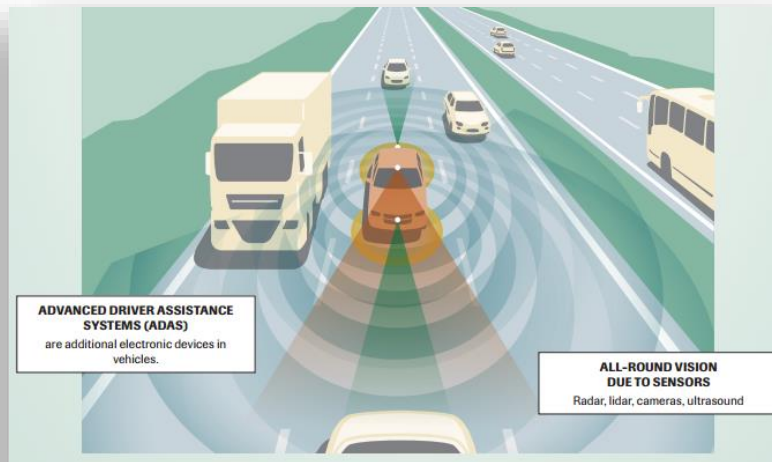 ADVANCED DRIVER ASSISTANCE
SYSTEMS (ADAS)
are additional electronic devices in
vehicles.
ALL-ROUND VISION
DUE TO SENSORS
Radar, lidar, cameras, ultrasound